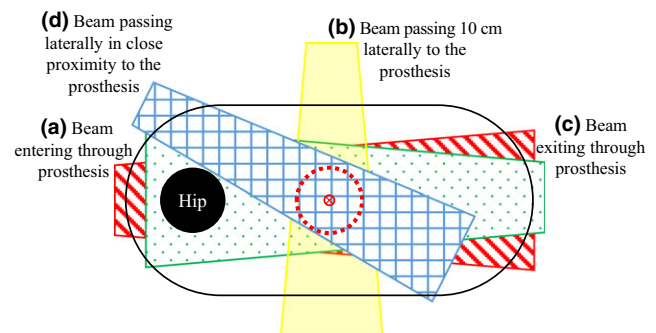 (d) Beam passing
laterally in close
proximity to the
prosthesis
(b) Beam passing 10 cm
laterally to the
prosthesis
(a) Beam
entering through
prosthesis
(c) Beam
exiting through
prosthesis
Hip